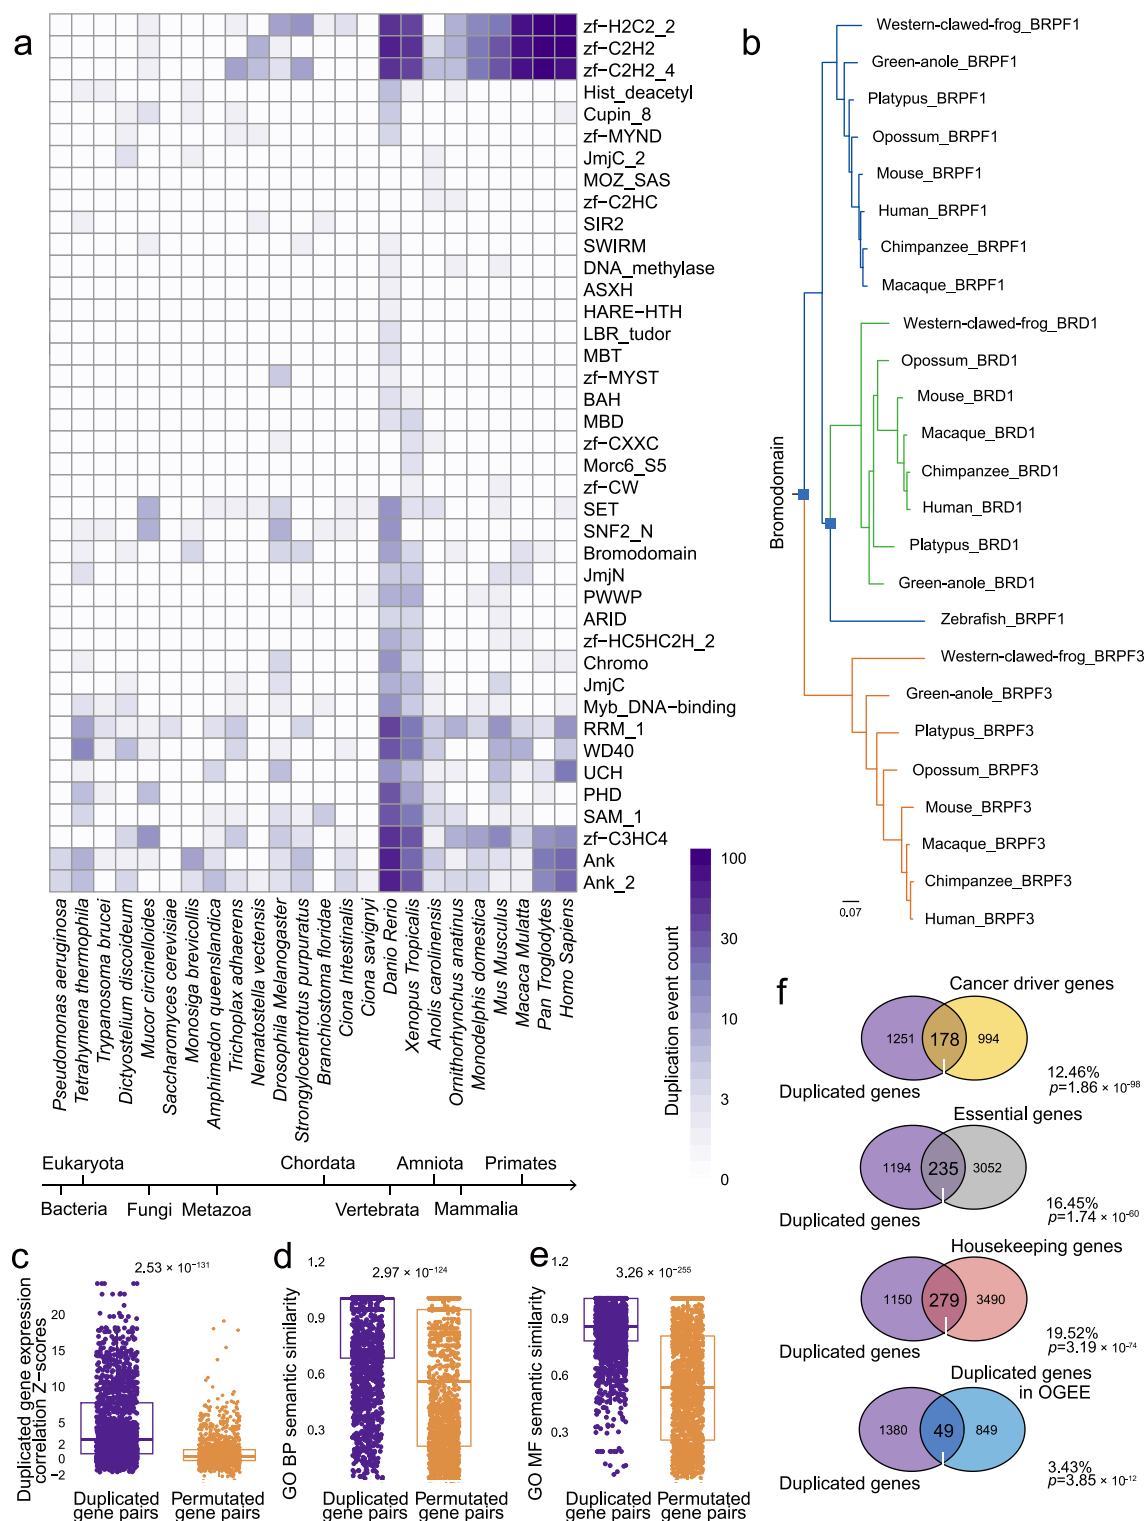 a
zf-H2C2_2
zf-C2H2
zf-C2H2_4
Hist_deacetyl
Cupin_8
zf-MYND
JmjC_2
MOZ_SAS
zf-C2HC
SIR2
SWIRM
DNA_methylase
ASXH
HARE-HTH
LBR_tudor
MBT
zf-MYST
BAH
MBD
zf-CXXC
Morc6_S5
zf-CW
SET
SNF2_N
Bromodomain
JmjN
PWWP
ARID
zf-HC5HC2H_2
Chromo
JmjC
Myb_DNA-binding
RRM_1
WD40
UCH
PHD
SAM_1
zf-C3HC4
Ank
Ank_2
Pseudomonas aeruginosa
Tetrahymena thermophila
Trypanosoma brucei
Dictyostelium discoideum
Mucor circinelloides
Saccharomyces cerevisiae
Monosiga brevicollis
Amphimedon queenslandica
Trichoplax adhaerens
Nematostella vectensis
Drosophila Melanogaster
Strongylocentrotus purpuratus
Branchiostoma floridae
Ciona Intestinalis
Ciona savignyi
Danio Rerio
Xenopus Tropicalis
Anolis carolinensis
Ornithorhynchus anatinus
Monodelphis domestica
Mus Musculus
Macaca Mulatta
Pan Troglodytes
Homo Sapiens
Duplication event count
100
30
10
3
0
Eukaryota
Chordata
Amniota
Primates
Bacteria
Fungi
Metazoa
Vertebrata
Mammalia
b
Bromodomain
Western-clawed-frog_BRPF1
Green-anole_BRPF1
Platypus_BRPF1
Opossum_BRPF1
Mouse_BRPF1
Human_BRPF1
Chimpanzee_BRPF1
Macaque_BRPF1
Western-clawed-frog_BRD1
Opossum_BRD1
Mouse_BRD1
Macaque_BRD1
Chimpanzee_BRD1
Human_BRD1
Platypus_BRD1
Green-anole_BRD1
Zebrafish_BRPF1
Western-clawed-frog_BRPF3
Green-anole_BRPF3
Platypus_BRPF3
Opossum_BRPF3
Mouse_BRPF3
Macaque_BRPF3
Chimpanzee_BRPF3
Human_BRPF3
0.07
c
2.53 × 10⁻¹³¹
Duplicated gene expression
correlation Z-scores
20
15
10
5
2
0
−2
Duplicated
gene pairs
Permutated
gene pairs
d
2.97 × 10⁻¹²⁴
GO BP semantic similarity
1.2
0.9
0.6
0.3
Duplicated
gene pairs
Permutated
gene pairs
e
3.26 × 10⁻²⁵⁵
GO MF semantic similarity
1.2
0.9
0.6
0.3
Duplicated
gene pairs
Permutated
gene pairs
f
Cancer driver genes
1251
178
994
12.46%
p=1.86 × 10⁻⁹⁸
Duplicated genes
Essential genes
1194
235
3052
16.45%
p=1.74 × 10⁻⁶⁰
Duplicated genes
Housekeeping genes
1150
279
3490
19.52%
p=3.19 × 10⁻⁷⁴
Duplicated genes
Duplicated genes
in OGEE
1380
49
849
3.43%
p=3.85 × 10⁻¹²
Duplicated genes